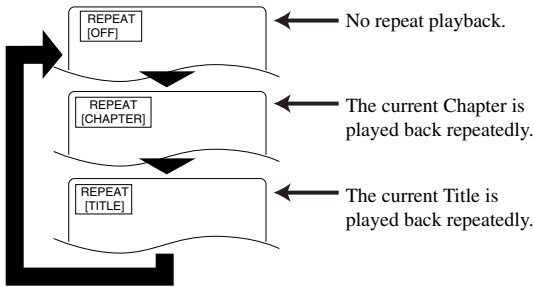 REPEAT
[OFF]
No repeat playback.
REPEAT
[CHAPTER]
The current Chapter is
played back repeatedly.
REPEAT
[TITLE]
The current Title is
played back repeatedly.